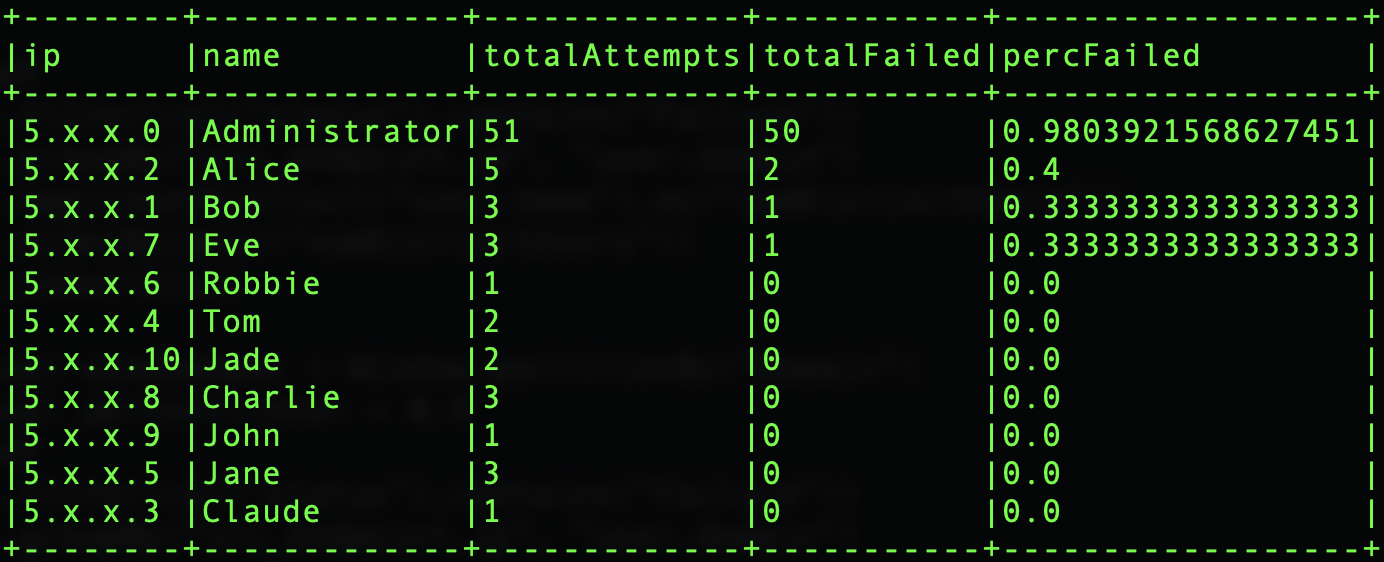 +--------+-------------+-------------+-----------+------------------+
|ip      |name         |totalAttempts|totalFailed|percFailed        |
+--------+-------------+-------------+-----------+------------------+
|5.x.x.0 |Administrator|51           |50         |0.9803921568627451|
|5.x.x.2 |Alice        |5            |2          |0.4               |
|5.x.x.1 |Bob          |3            |1          |0.3333333333333333|
|5.x.x.7 |Eve          |3            |1          |0.3333333333333333|
|5.x.x.6 |Robbie       |1            |0          |0.0               |
|5.x.x.4 |Tom          |2            |0          |0.0               |
|5.x.x.10|Jade         |2            |0          |0.0               |
|5.x.x.8 |Charlie      |3            |0          |0.0               |
|5.x.x.9 |John         |1            |0          |0.0               |
|5.x.x.5 |Jane         |3            |0          |0.0               |
|5.x.x.3 |Claude       |1            |0          |0.0               |
+--------+-------------+-------------+-----------+------------------+